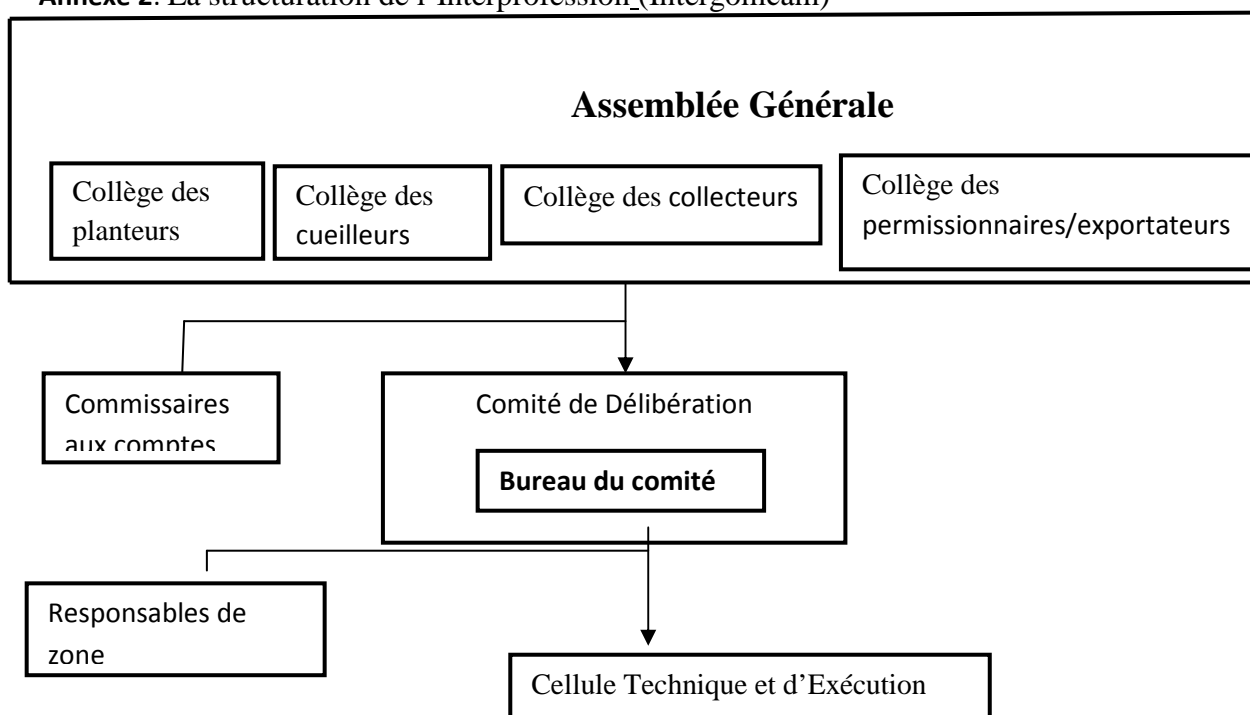 Annexe 2: La structuration de l'Interprofession (Intergomcam)
Assemblée Générale
Collège des
planteurs
Collège des
cueilleurs
Collège des collecteurs
Collège des
permissionnaires/exportateurs
Commissaires
aux comptes
Comité de Délibération
Bureau du comité
Responsables de
zone
Cellule Technique et d'Exécution